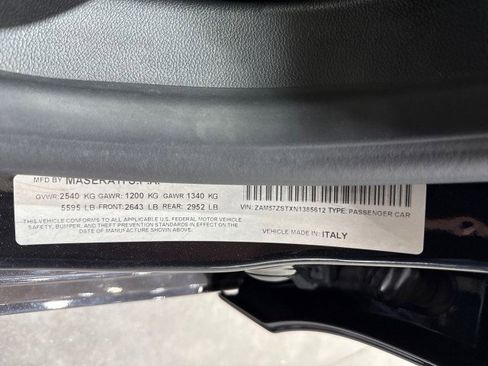 MFD BY MASERATI S.P.A.
GVWR: 2540 KG GAWR: 1200 KG GAWR 1340 KG
5595 LB FRONT: 2643 LB REAR: 2952 LB
THIS VEHICLE CONFORMS TO ALL APPLICABLE U.S. FEDERAL MOTOR VEHICLE
SAFETY, BUMPER, AND THEFT PREVENTION STANDARDS IN EFFECT ON THE
DATE OF MANUFACTURE SHOWN ABOVE.
VIN: ZAM57ZSTXN1385612 TYPE: PASSENGER CAR
VEHICLE MADE IN: ITALY